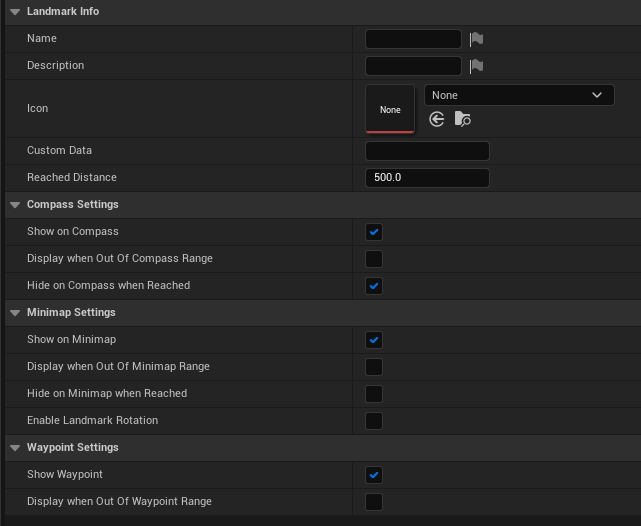 Landmark Info
Name
Description
Icon
None
None
Custom Data
Reached Distance
500.0
Compass Settings
Show on Compass
Display when Out Of Compass Range
Hide on Compass when Reached
Minimap Settings
Show on Minimap
Display when Out Of Minimap Range
Hide on Minimap when Reached
Enable Landmark Rotation
Waypoint Settings
Show Waypoint
Display when Out Of Waypoint Range